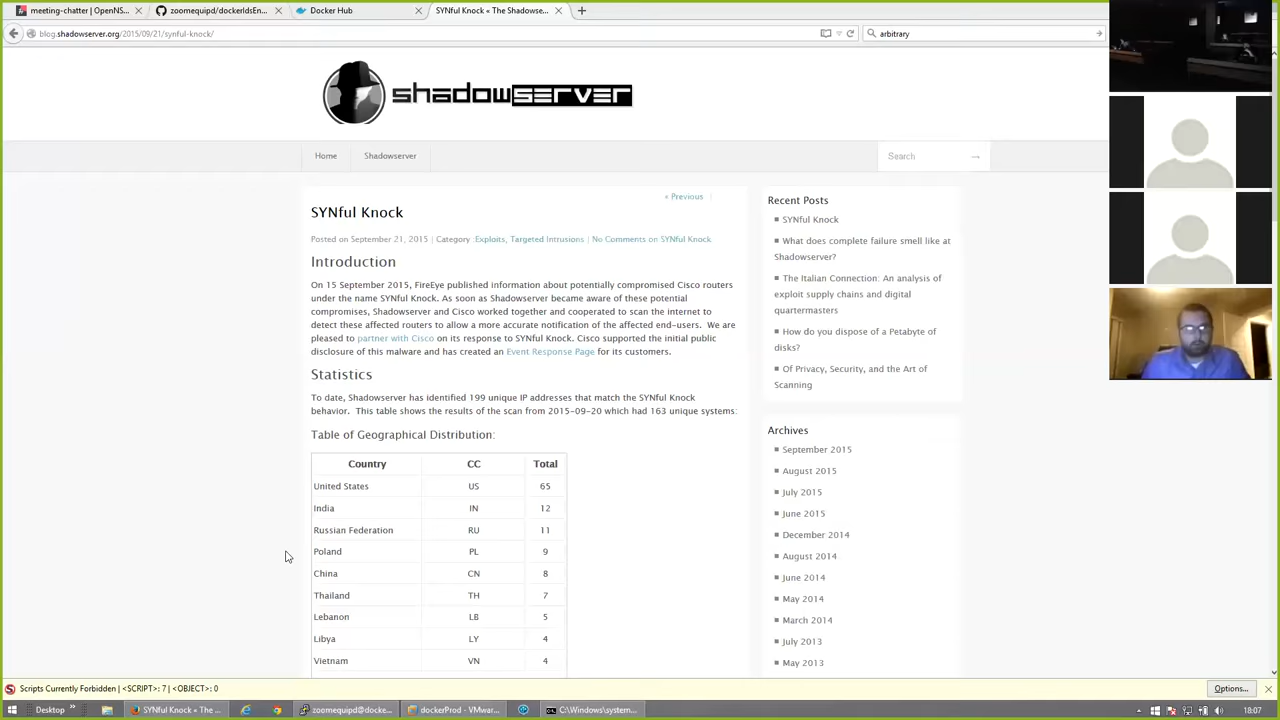 meeting-chatter | OpenNS...
zoomequipd/dockerIdsEn...
Docker Hub
SYNful Knock « The Shadowse...
blog.shadowserver.org/2015/09/21/synful-knock/
arbitrary
shadowserver
Home
Shadowserver
Search
« Previous
SYNful Knock
Posted on September 21, 2015 | Category :Exploits, Targeted Intrusions | No Comments on SYNful Knock
Introduction
On 15 September 2015, FireEye published information about potentially compromised Cisco routers
under the name SYNful Knock. As soon as Shadowserver became aware of these potential
compromises, Shadowserver and Cisco worked together and cooperated to scan the internet to
detect these affected routers to allow a more accurate notification of the affected end-users. We are
pleased to partner with Cisco on its response to SYNful Knock. Cisco supported the initial public
disclosure of this malware and has created an Event Response Page for its customers.
Statistics
To date, Shadowserver has identified 199 unique IP addresses that match the SYNful Knock
behavior. This table shows the results of the scan from 2015-09-20 which had 163 unique systems:
Table of Geographical Distribution:
Country CC Total
United States US 65
India IN 12
Russian Federation RU 11
Poland PL 9
China CN 8
Thailand TH 7
Lebanon LB 5
Libya LY 4
Vietnam VN 4
Recent Posts
SYNful Knock
What does complete failure smell like at
Shadowserver?
The Italian Connection: An analysis of
exploit supply chains and digital
quartermasters
How do you dispose of a Petabyte of
disks?
Of Privacy, Security, and the Art of
Scanning
Archives
September 2015
August 2015
July 2015
June 2015
December 2014
August 2014
June 2014
May 2014
March 2014
July 2013
May 2013
Scripts Currently Forbidden | <SCRIPT>: 7 | <OBJECT>: 0
Options...
Desktop
SYNful Knock « The ...
zoomequipd@docke...
dockerProd - VMwar...
C:\Windows\system...
18:07